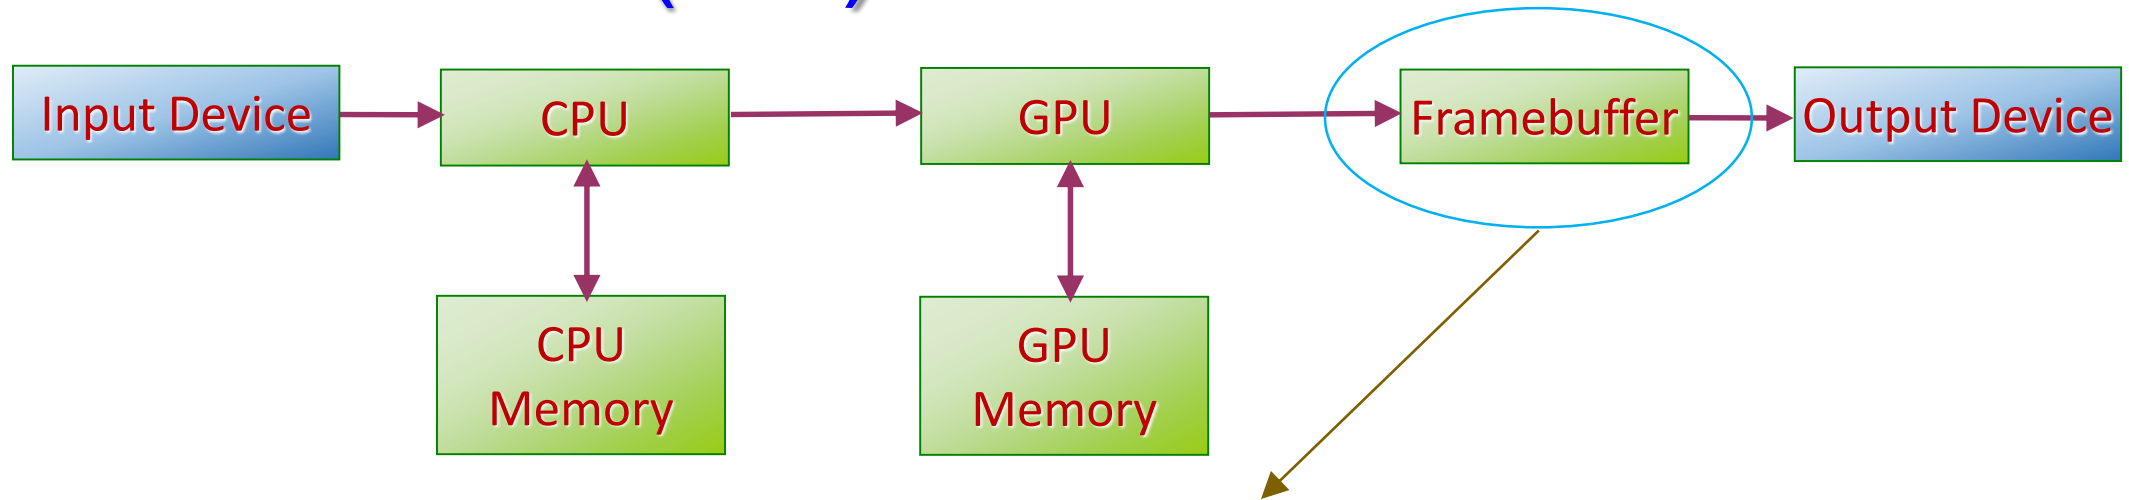 Input Device
CPU
GPU
Framebuffer
Output Device
CPU
Memory
GPU
Memory